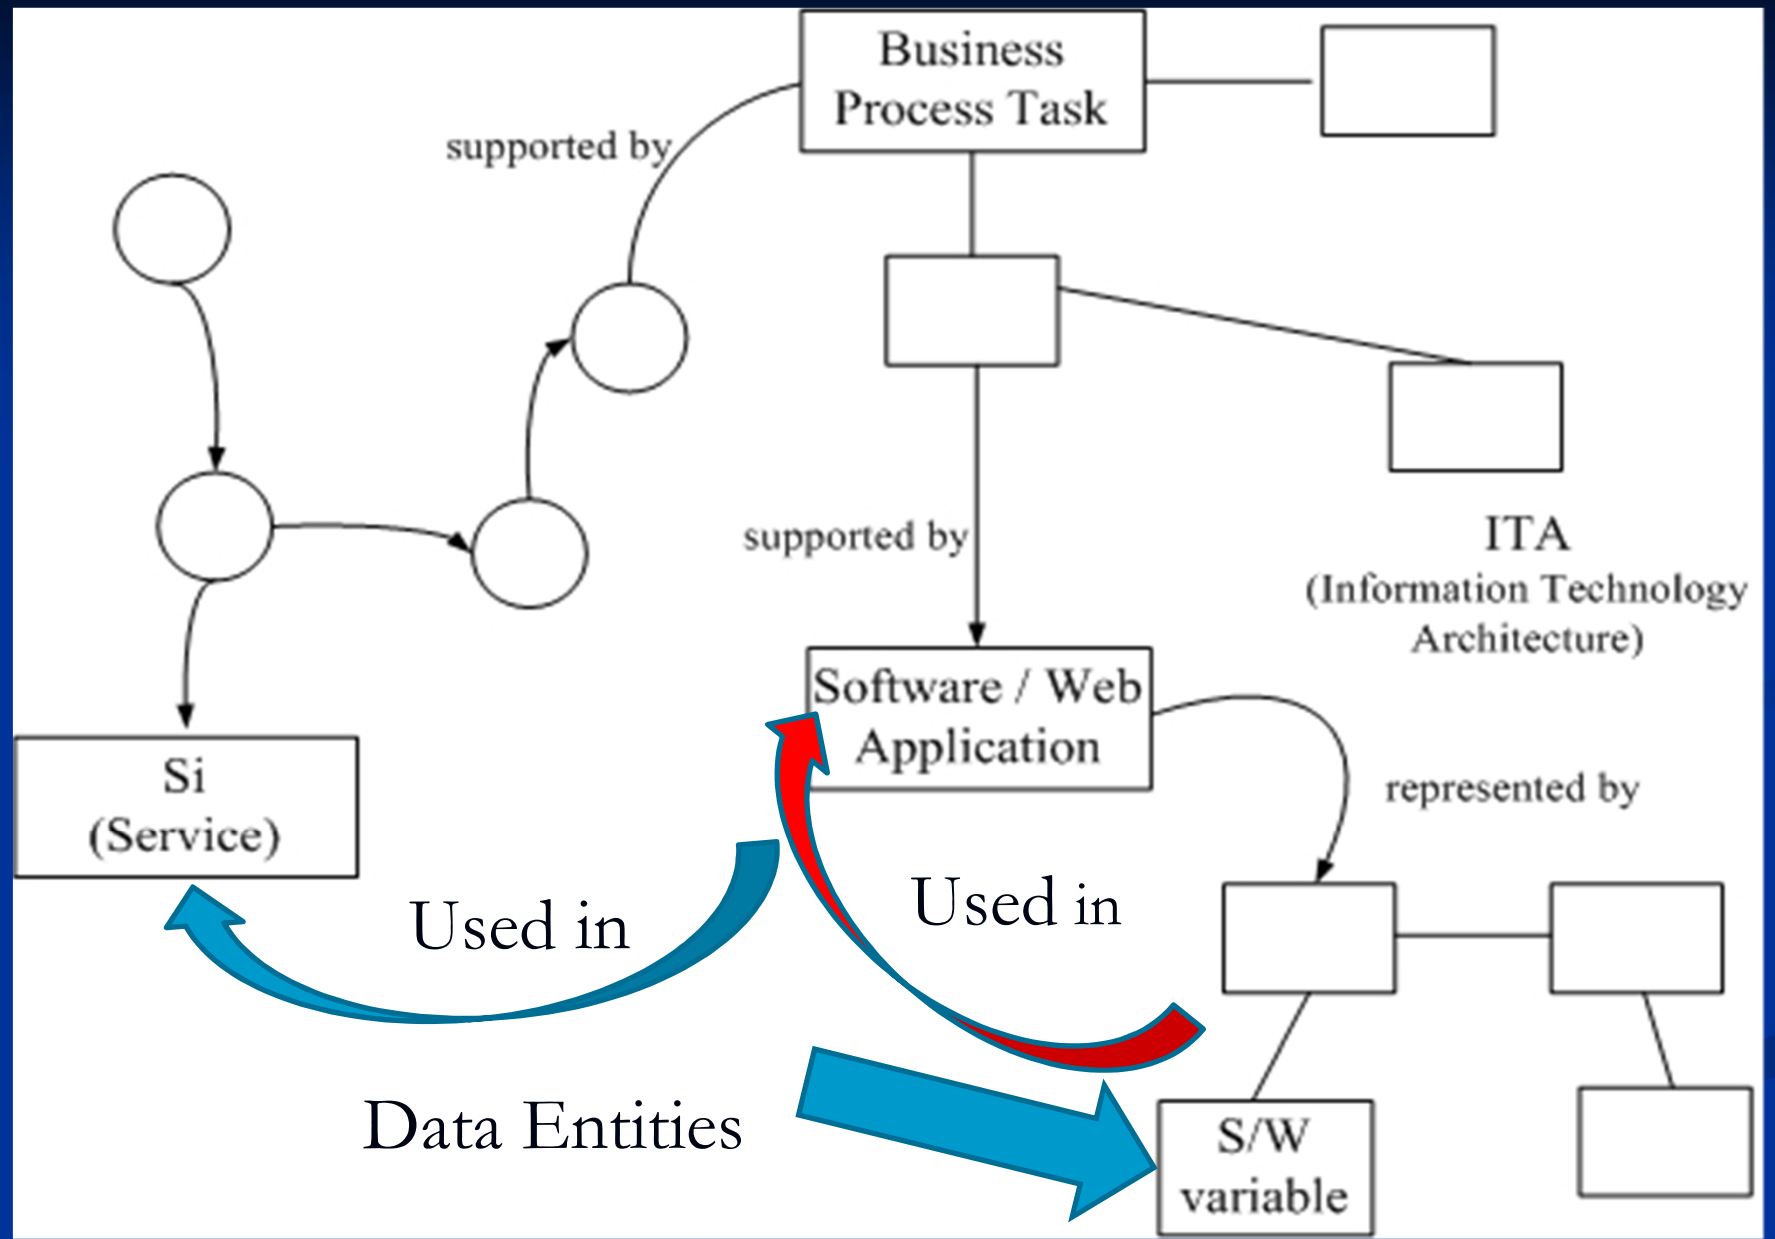 Business
Process Task
supported by
supported by
ITA
(Information Technology
Architecture)
Software / Web
Application
Si
(Service)
represented by
Used in
Used in
Data Entities
S/W
variable